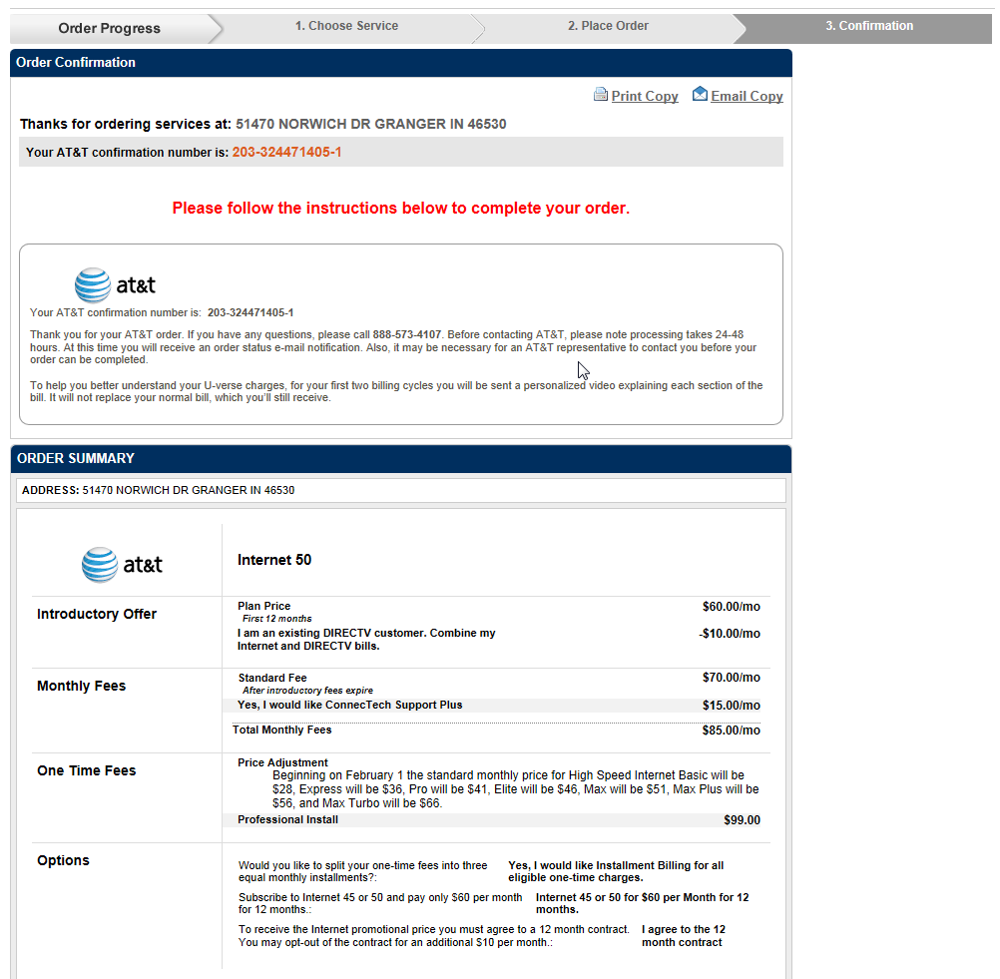 Order Progress
1. Choose Service
2. Place Order
3. Confirmation
Order Confirmation
Print Copy
Email Copy
Thanks for ordering services at: 51470 NORWICH DR GRANGER IN 46530
Your AT&T confirmation number is: 203-324471405-1
Please follow the instructions below to complete your order.
at&t
Your AT&T confirmation number is: 203-324471405-1
Thank you for your AT&T order. If you have any questions, please call 888-573-4107. Before contacting AT&T, please note processing takes 24-48
hours. At this time you will receive an order status e-mail notification. Also, it may be necessary for an AT&T representative to contact you before your
order can be completed.
To help you better understand your U-verse charges, for your first two billing cycles you will be sent a personalized video explaining each section of the
bill. It will not replace your normal bill, which you'll still receive.
ORDER SUMMARY
ADDRESS: 51470 NORWICH DR GRANGER IN 46530
at&t
Internet 50
Introductory Offer
Plan Price $60.00/mo
First 12 months
I am an existing DIRECTV customer. Combine my -$10.00/mo
Internet and DIRECTV bills.
Monthly Fees
Standard Fee $70.00/mo
After introductory fees expire
Yes, I would like ConnecTech Support Plus $15.00/mo
Total Monthly Fees $85.00/mo
One Time Fees
Price Adjustment
Beginning on February 1 the standard monthly price for High Speed Internet Basic will be
$28, Express will be $36, Pro will be $41, Elite will be $46, Max will be $51, Max Plus will be
$56, and Max Turbo will be $66.
Professional Install $99.00
Options
Would you like to split your one-time fees into three
equal monthly installments?:
Yes, I would like Installment Billing for all
eligible one-time charges.
Subscribe to Internet 45 or 50 and pay only $60 per month
for 12 months.:
Internet 45 or 50 for $60 per Month for 12
months.
To receive the Internet promotional price you must agree to a 12 month contract.
You may opt-out of the contract for an additional $10 per month.:
I agree to the 12
month contract